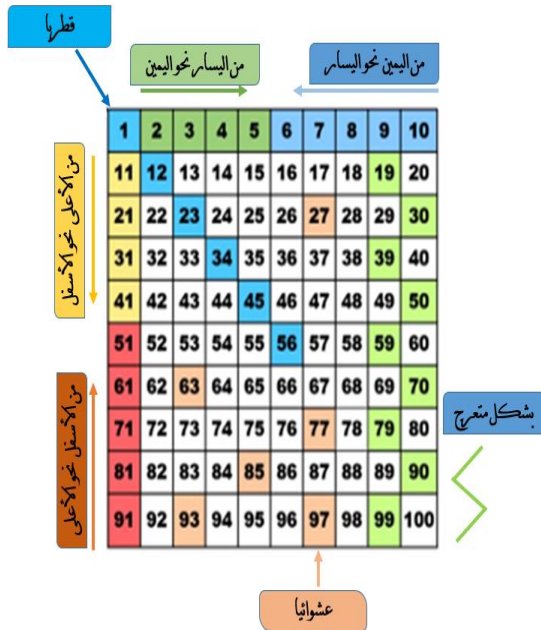 قطريا
من اليسار نحو اليمين
من اليمين نحو اليسار
1 2 3 4 5 6 7 8 9 10
11 12 13 14 15 16 17 18 19 20
21 22 23 24 25 26 27 28 29 30
31 32 33 34 35 36 37 38 39 40
41 42 43 44 45 46 47 48 49 50
51 52 53 54 55 56 57 58 59 60
61 62 63 64 65 66 67 68 69 70
71 72 73 74 75 76 77 78 79 80
81 82 83 84 85 86 87 88 89 90
91 92 93 94 95 96 97 98 99 100
من الأعلى نحو الأسفل
من الأسفل نحو الأعلى
بشكل متعرج
عشوائيا